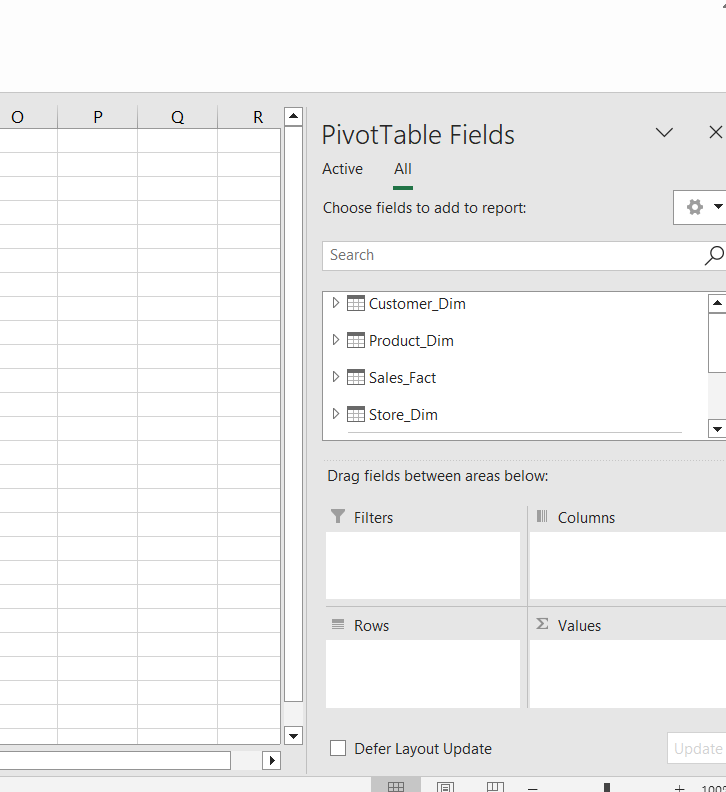 O P Q R
PivotTable Fields
Active All
Choose fields to add to report:
Search
Customer_Dim
Product_Dim
Sales_Fact
Store_Dim
Drag fields between areas below:
Filters Columns
Rows Σ Values
Defer Layout Update Update